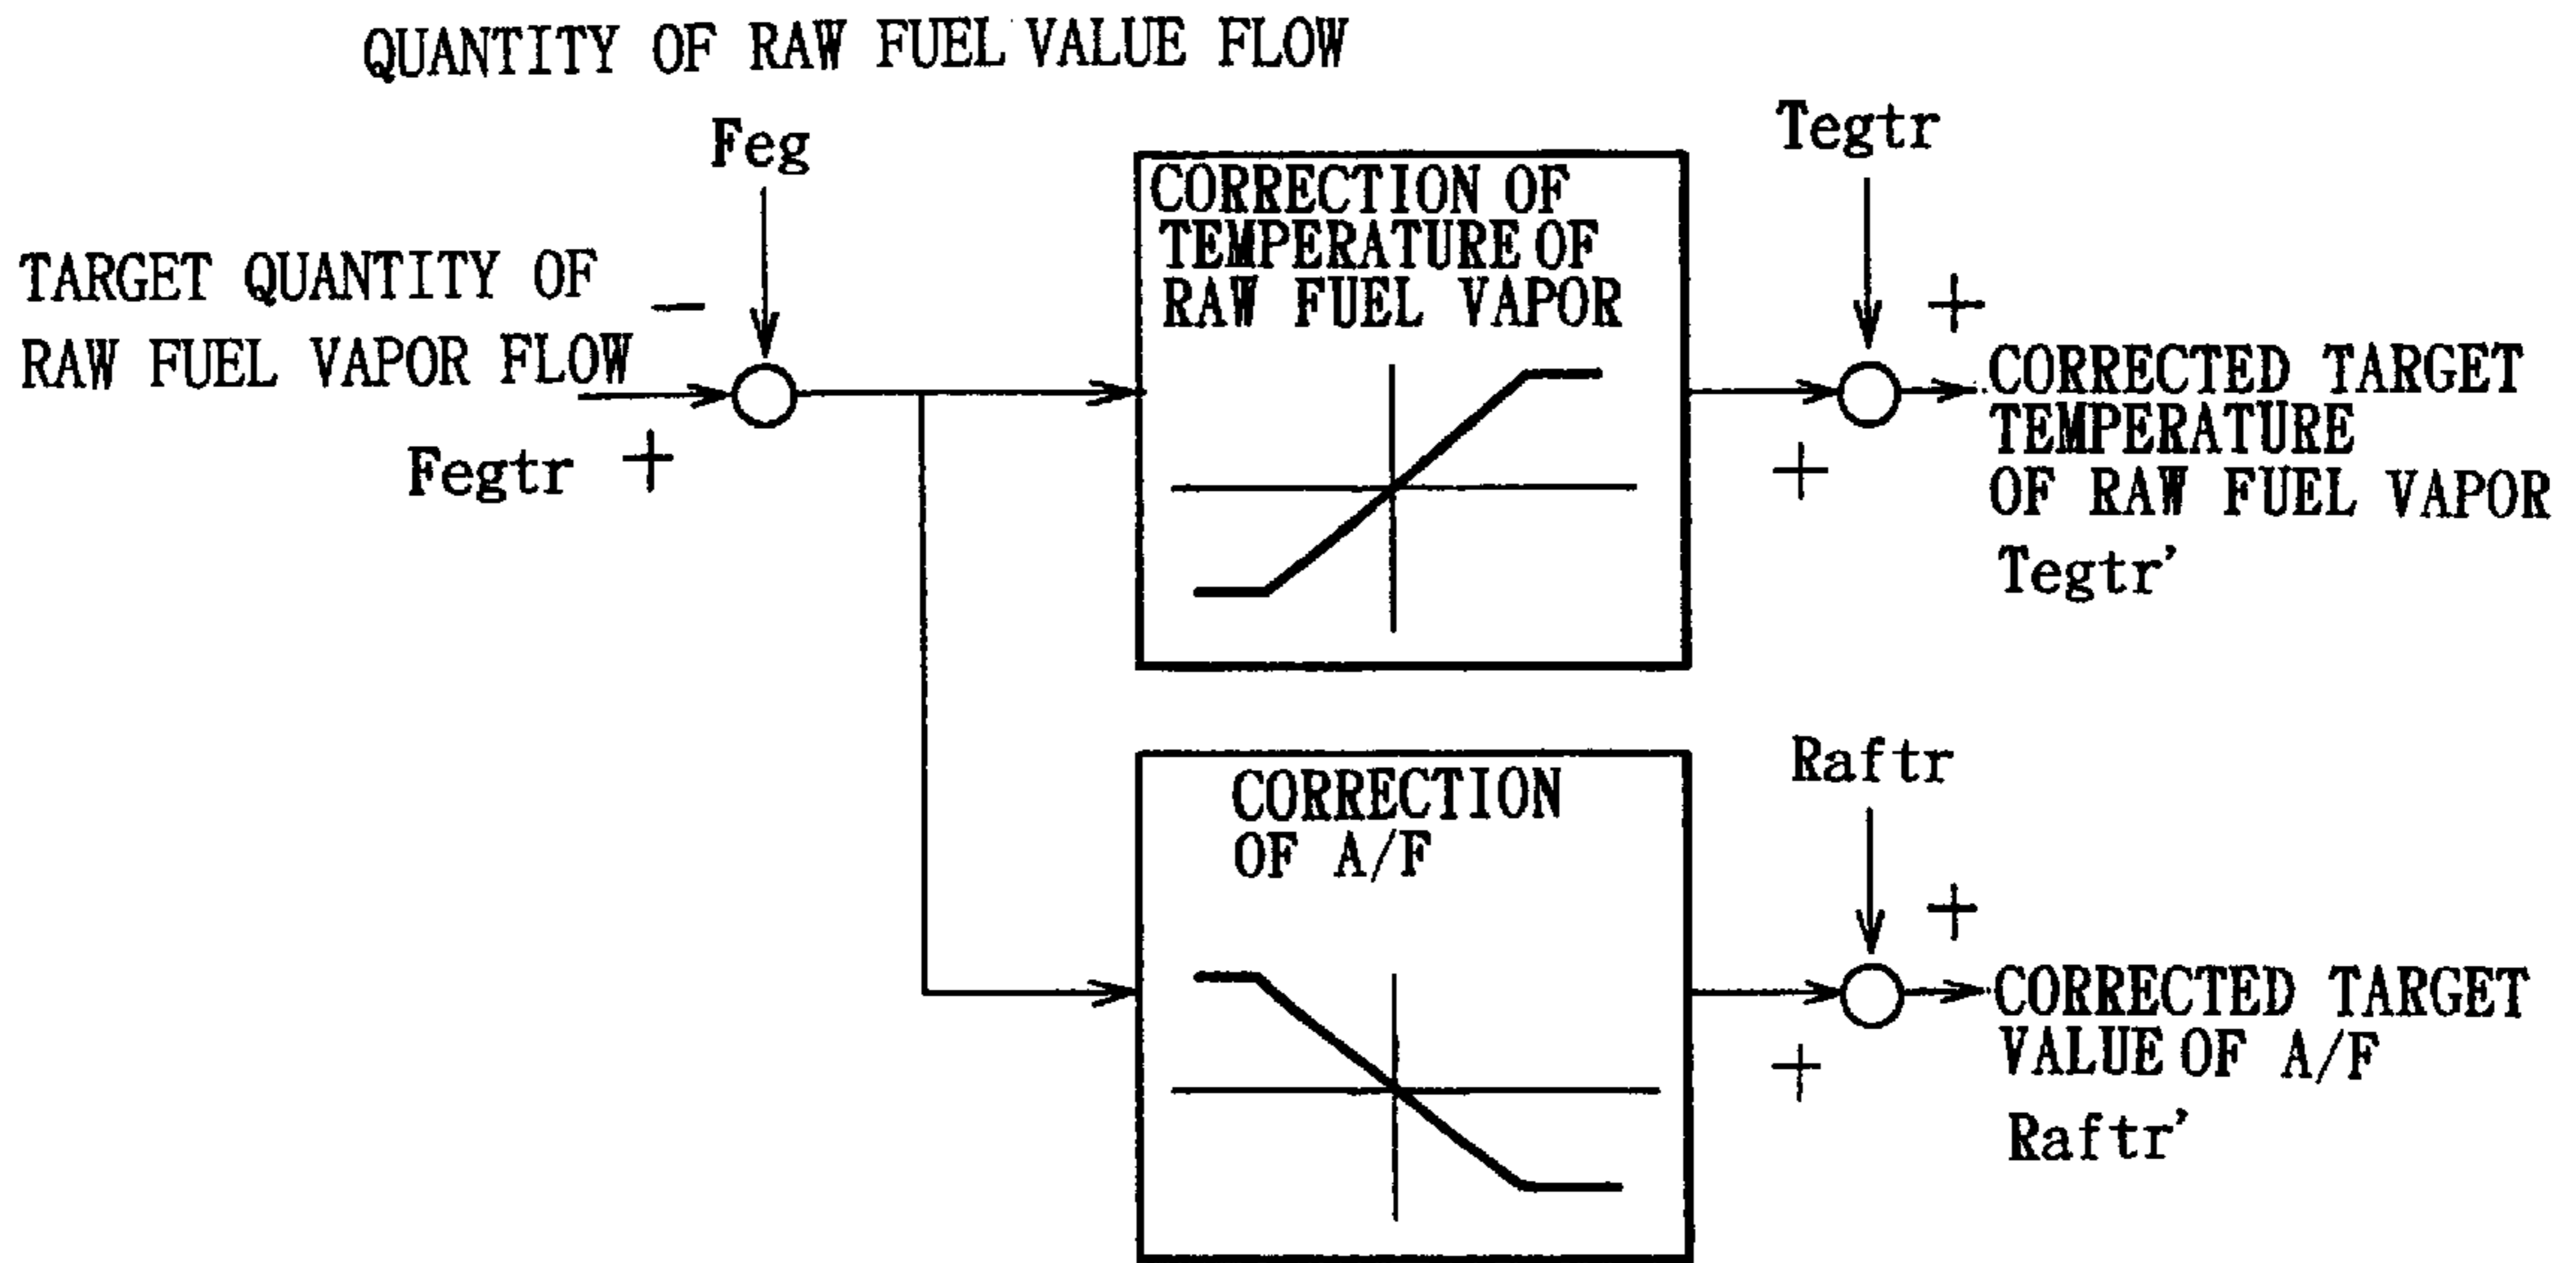 QUANTITY OF RAW FUEL VALUE FLOW
Feg
TARGET QUANTITY OF
RAW FUEL VAPOR FLOW
−
Fegtr +
CORRECTION OF
TEMPERATURE OF
RAW FUEL VAPOR
Tegtr
+
+
CORRECTED TARGET
TEMPERATURE
OF RAW FUEL VAPOR
Tegtr'
CORRECTION
OF A/F
Raftr
+
+
CORRECTED TARGET
VALUE OF A/F
Raftr'